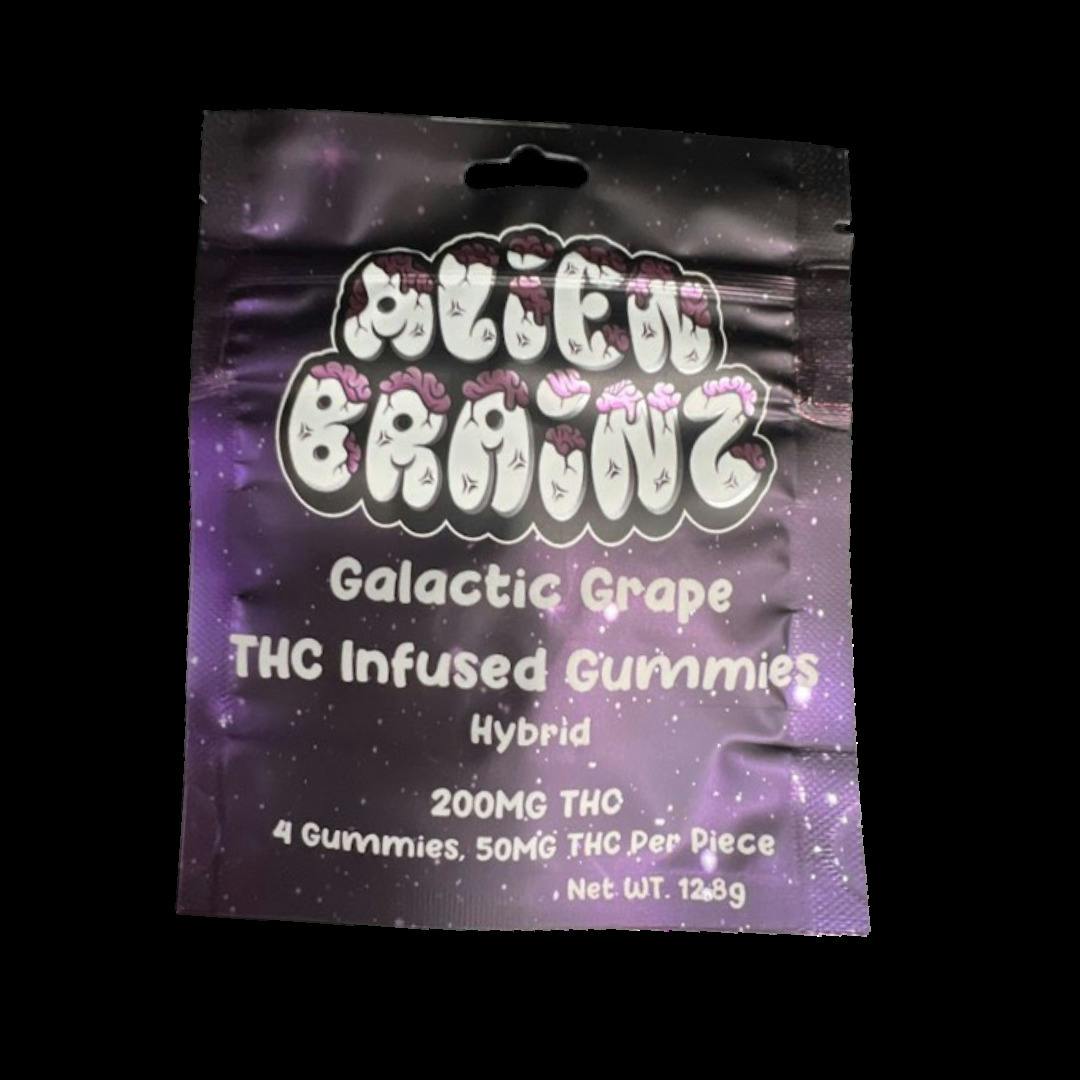 ALiEN
BRAiNZ
Galactic Grape
THC Infused Gummies
Hybrid
200MG THC
4 Gummies, 50MG THC Per Piece
Net WT. 12.8g